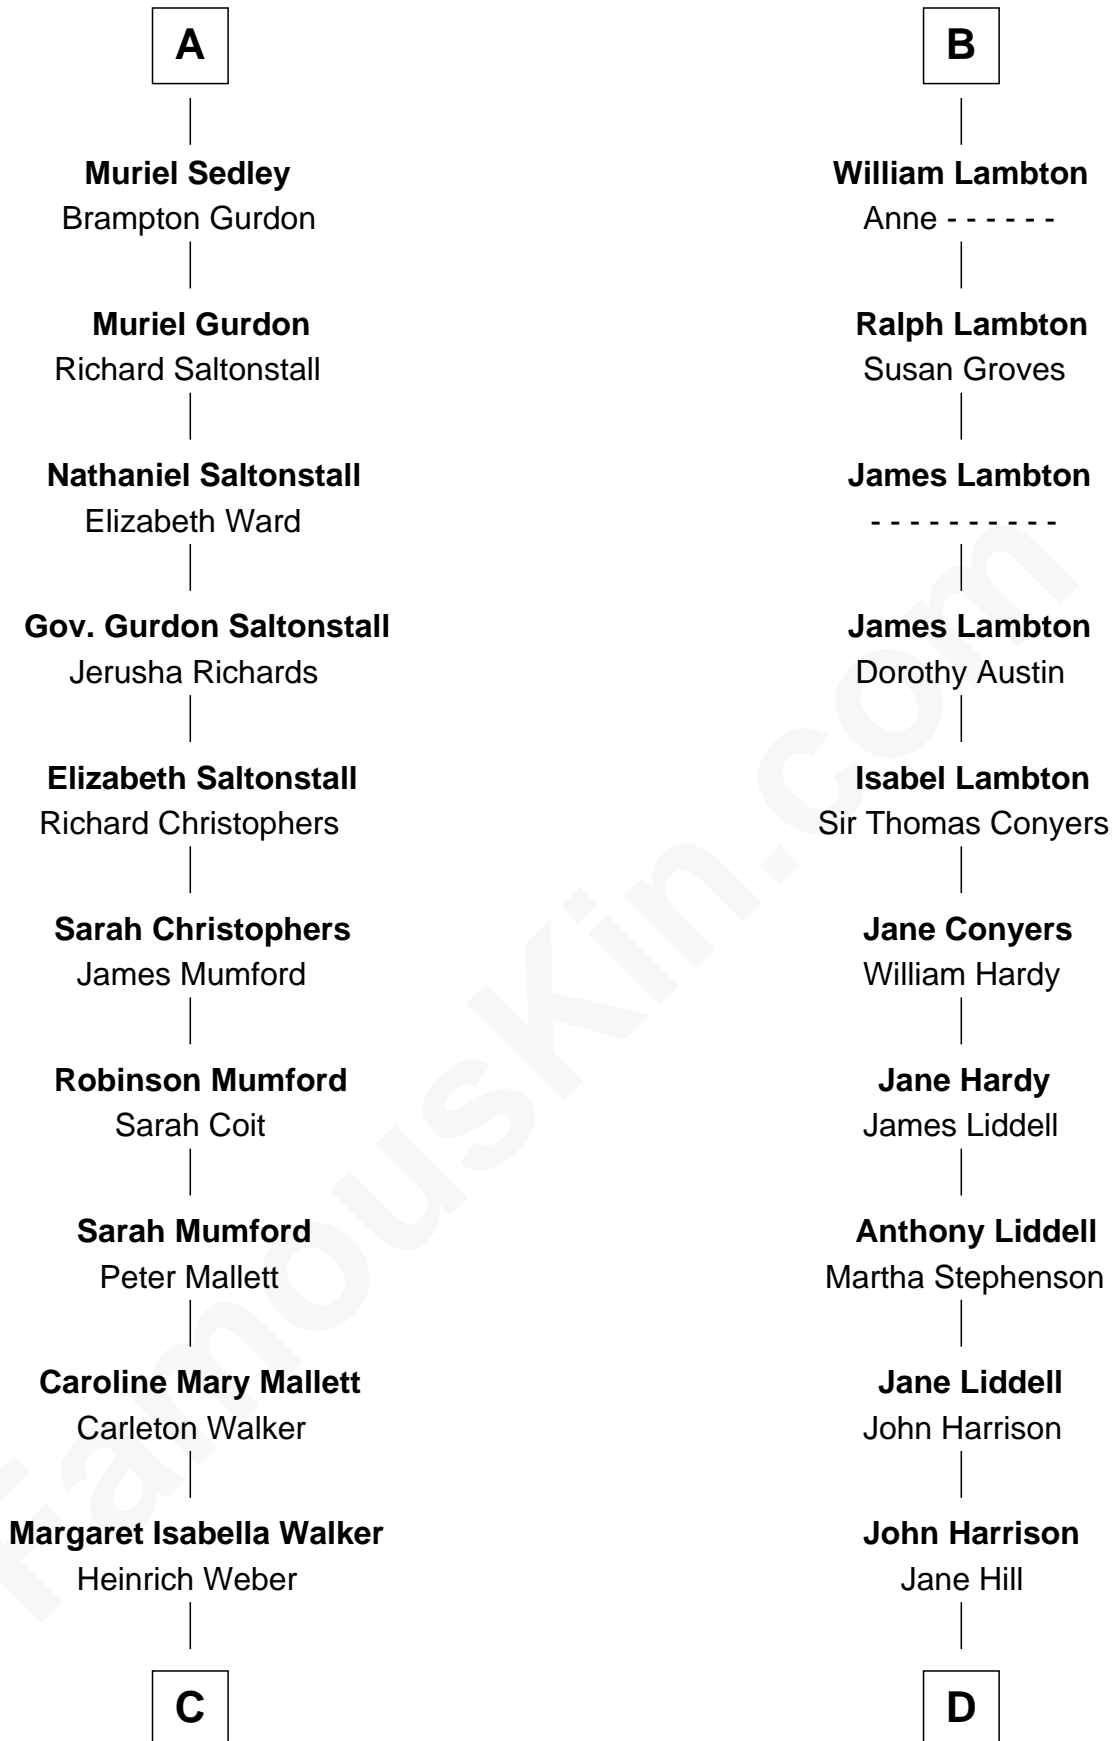 A
Muriel Sedley
Brampton Gurdon
Muriel Gurdon
Richard Saltonstall
Nathaniel Saltonstall
Elizabeth Ward
Gov. Gurdon Saltonstall
Jerusha Richards
Elizabeth Saltonstall
Richard Christophers
Sarah Christophers
James Mumford
Robinson Mumford
Sarah Coit
Sarah Mumford
Peter Mallett
Caroline Mary Mallett
Carleton Walker
Margaret Isabella Walker
Heinrich Weber
C
B
William Lambton
Anne - - - - - -
Ralph Lambton
Susan Groves
James Lambton
- - - - - - - - - -
James Lambton
Dorothy Austin
Isabel Lambton
Sir Thomas Conyers
Jane Conyers
William Hardy
Jane Hardy
James Liddell
Anthony Liddell
Martha Stephenson
Jane Liddell
John Harrison
John Harrison
Jane Hill
D
FamousKin.com